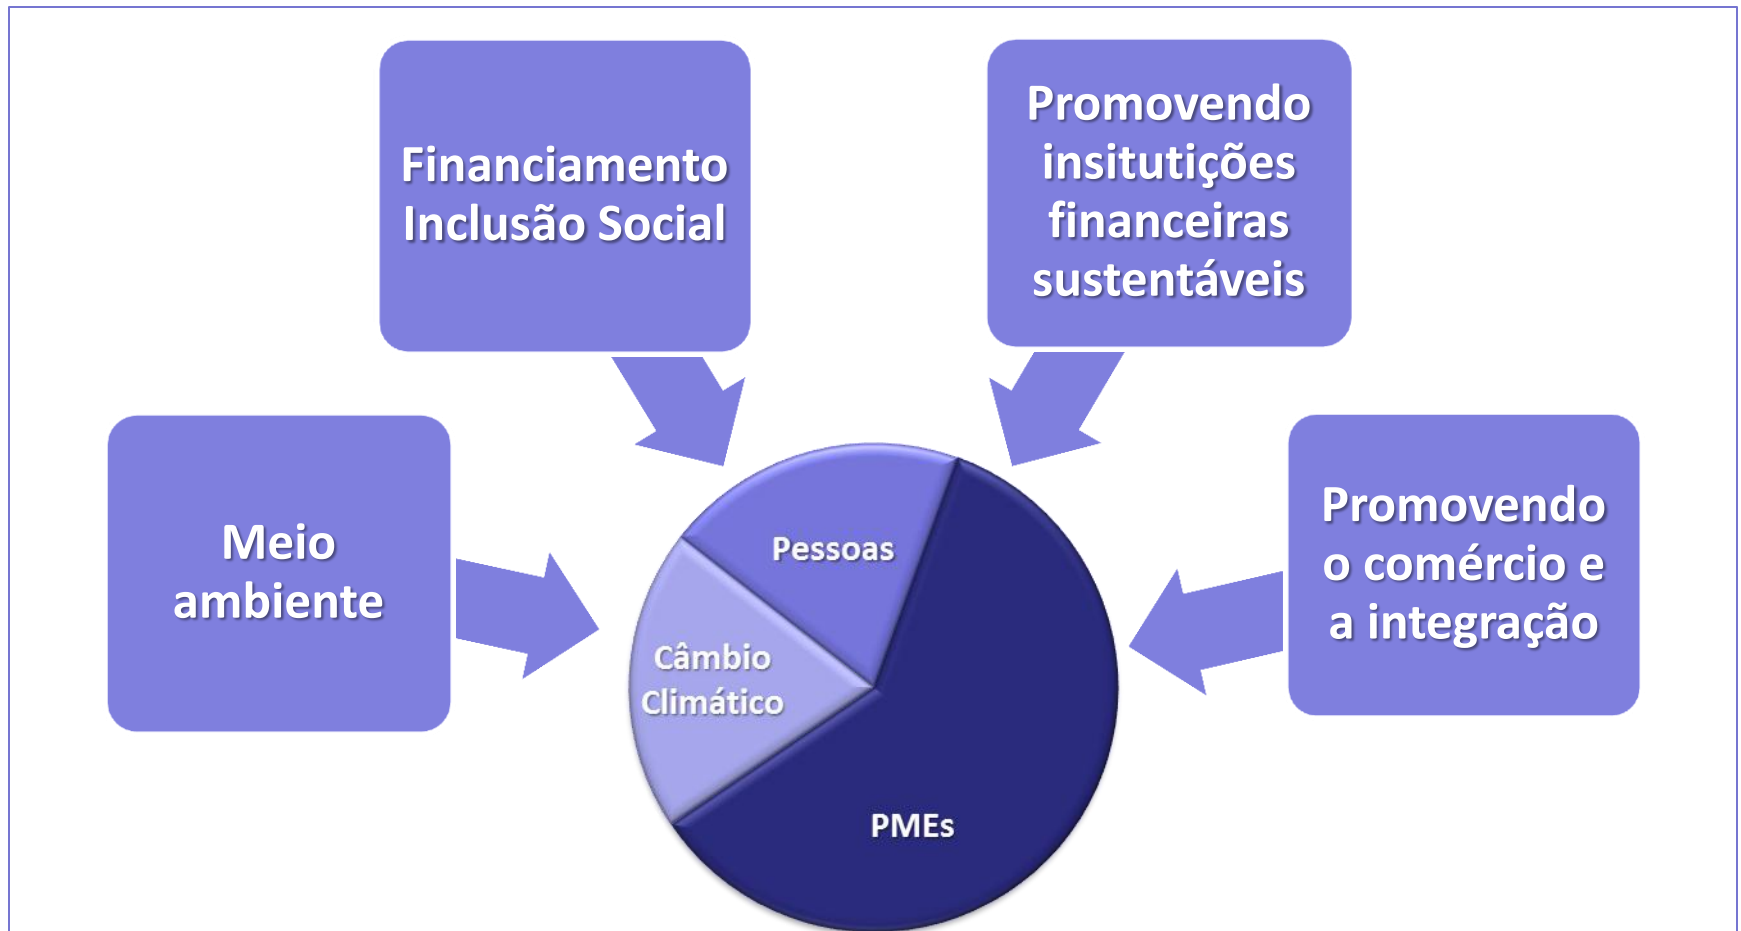 Financiamento
Inclusão Social
Promovendo
insitutições
financeiras
sustentáveis
Meio
ambiente
Promovendo
o comércio e
a integração
Pessoas
Câmbio
Climático
PMEs